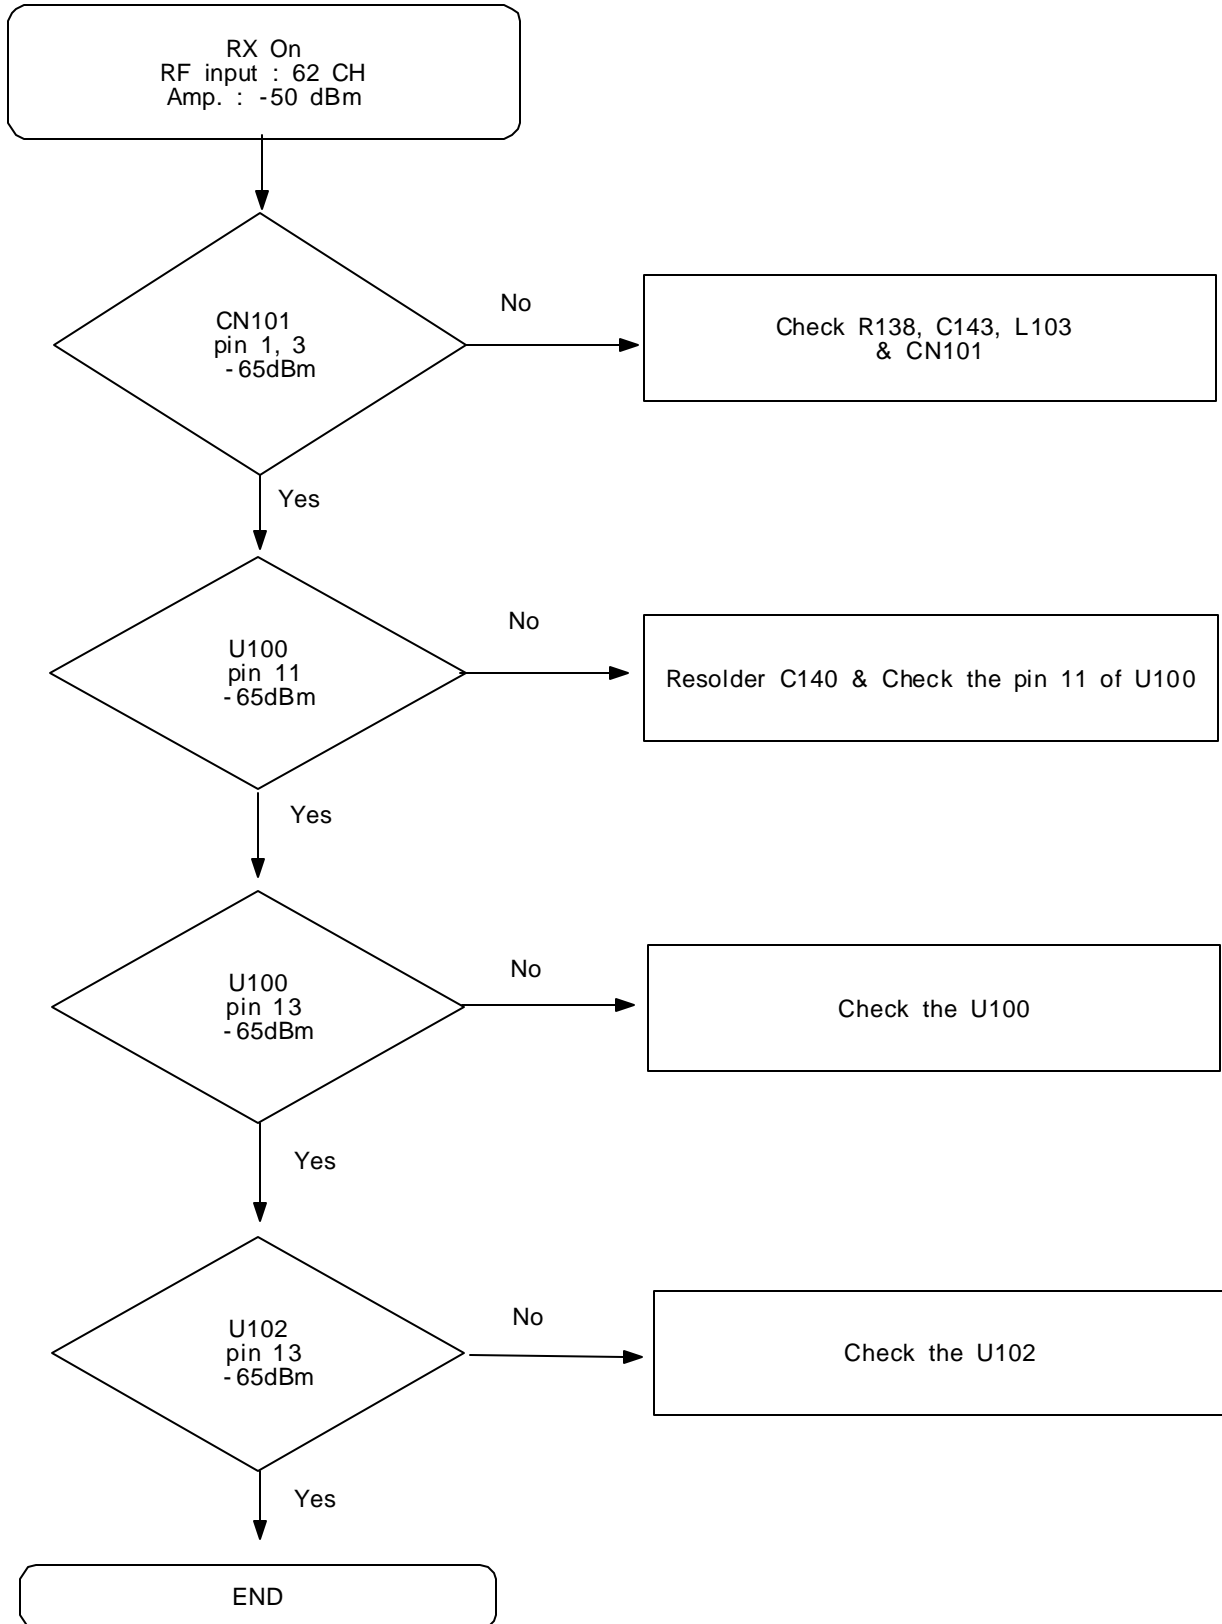 RX On
RF input : 62 CH
Amp. : -50 dBm
CN101
pin 1, 3
-65dBm
No
Check R138, C143, L103
& CN101
Yes
U100
pin 11
-65dBm
No
Resolder C140 & Check the pin 11 of U100
Yes
U100
pin 13
-65dBm
No
Check the U100
Yes
U102
pin 13
-65dBm
No
Check the U102
Yes
END